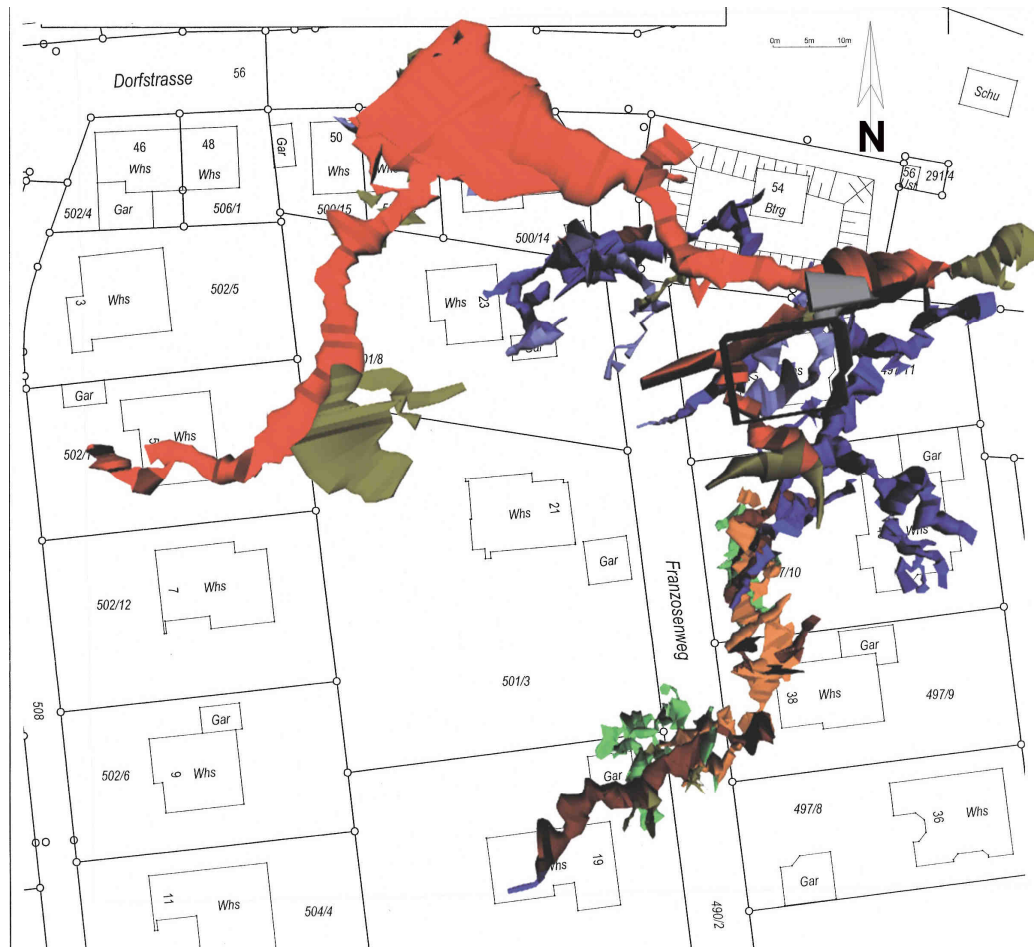 0m 5m 10m
Dorfstrasse
56
N
Schu
46
48
50
Whs
Whs
Whs
Gar
Gar
54
Btrg
56
291/4
502/4
506/1
500/15
500/14
502/5
3
Whs
Whs
23
Gar
Whs
502/1
21
Whs
Gar
Gar
Whs
502/12
7
Whs
Franzosenweg
501/3
Gar
38
Whs
497/9
508
Gar
502/6
9
Whs
Gar
497/8
36
Whs
19
Gar
11
Whs
504/4
490/2